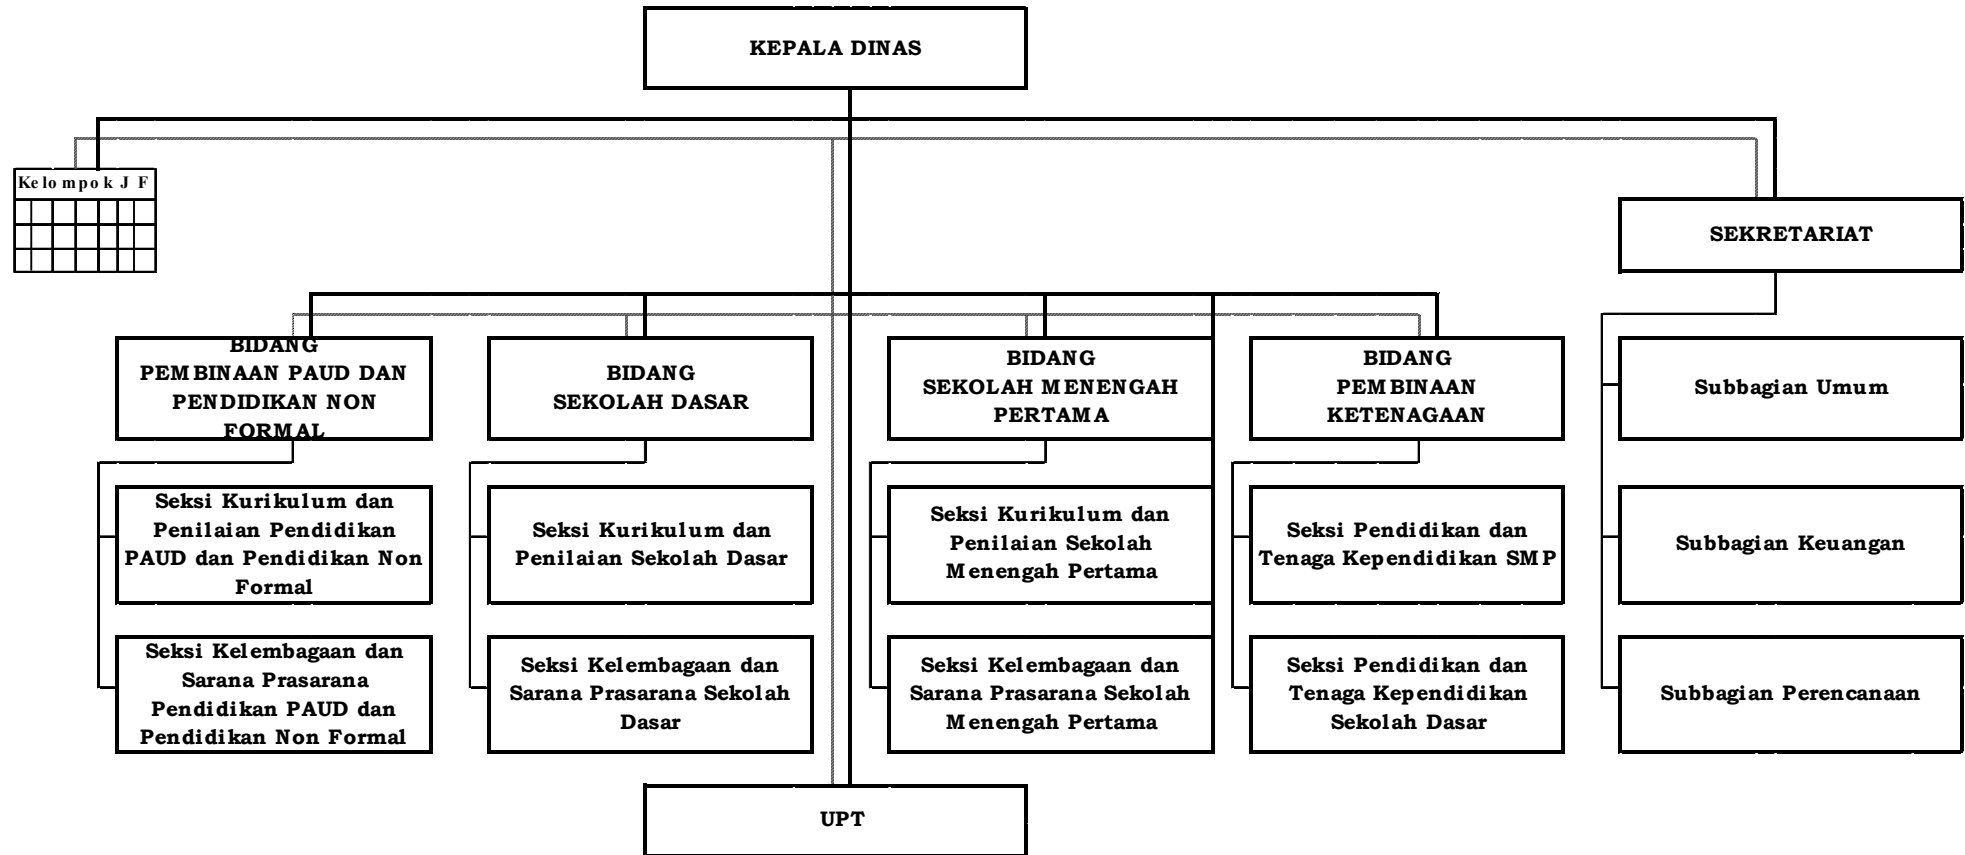 KEPALA DINAS
Kelompok J F
SEKRETARIAT
BIDANG
PEMBINAAN PAUD DAN
PENDIDIKAN NON
FORMAL
BIDANG
SEKOLAH DASAR
BIDANG
SEKOLAH MENENGAH
PERTAMA
BIDANG
PEMBINAAN
KETENAGAAN
Subbagian Umum
Seksi Kurikulum dan
Penilaian Pendidikan
PAUD dan Pendidikan Non
Formal
Seksi Kurikulum dan
Penilaian Sekolah Dasar
Seksi Kurikulum dan
Penilaian Sekolah
Menengah Pertama
Seksi Pendidikan dan
Tenaga Kependidikan SMP
Subbagian Keuangan
Seksi Kelembagaan dan
Sarana Prasarana
Pendidikan PAUD dan
Pendidikan Non Formal
Seksi Kelembagaan dan
Sarana Prasarana Sekolah
Dasar
Seksi Kelembagaan dan
Sarana Prasarana Sekolah
Menengah Pertama
Seksi Pendidikan dan
Tenaga Kependidikan
Sekolah Dasar
Subbagian Perencanaan
UPT